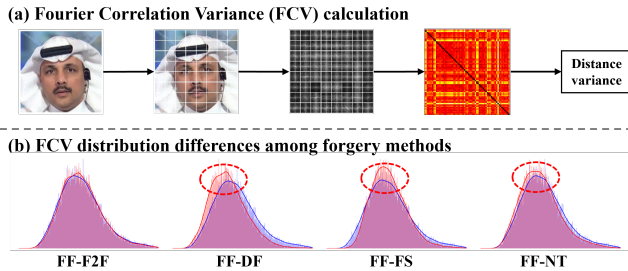 (a) Fourier Correlation Variance (FCV) calculation
Distance
variance
(b) FCV distribution differences among forgery methods
FF-F2F
FF-DF
FF-FS
FF-NT